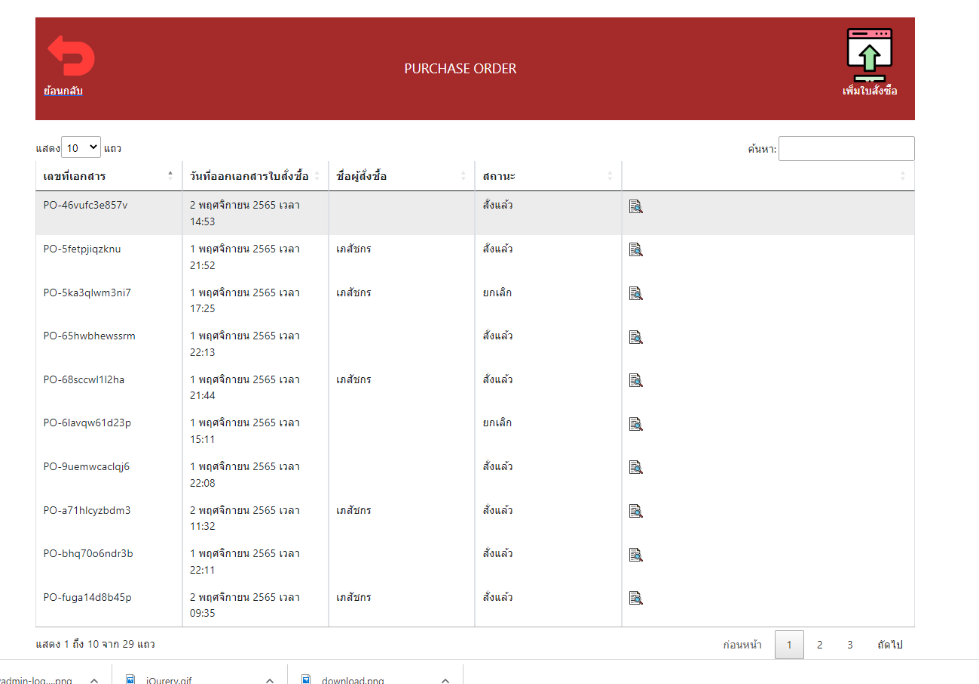 PURCHASE ORDER
ย้อนกลับ
เพิ่มใบสั่งซื้อ
แสดง 10 แถว
ค้นหา:
เลขที่เอกสาร วันที่ออกเอกสารใบสั่งซื้อ ชื่อผู้สั่งซื้อ สถานะ
PO-46vufc3e857v 2 พฤศจิกายน 2565 เวลา สั่งแล้ว
14:53
PO-5fetpjiqzknu 1 พฤศจิกายน 2565 เวลา เภสัชกร สั่งแล้ว
21:52
PO-5ka3qlwm3ni7 1 พฤศจิกายน 2565 เวลา เภสัชกร ยกเลิก
17:25
PO-65hwbhewssrm 1 พฤศจิกายน 2565 เวลา สั่งแล้ว
22:13
PO-68sccwl1l2ha 1 พฤศจิกายน 2565 เวลา เภสัชกร สั่งแล้ว
21:44
PO-6lavqw61d23p 1 พฤศจิกายน 2565 เวลา ยกเลิก
15:11
PO-9uemwcaclqj6 1 พฤศจิกายน 2565 เวลา สั่งแล้ว
22:08
PO-a71hlcyzbdm3 2 พฤศจิกายน 2565 เวลา เภสัชกร สั่งแล้ว
11:32
PO-bhq70o6ndr3b 1 พฤศจิกายน 2565 เวลา สั่งแล้ว
22:11
PO-fuga14d8b45p 2 พฤศจิกายน 2565 เวลา เภสัชกร สั่งแล้ว
09:35
แสดง 1 ถึง 10 จาก 29 แถว
ก่อนหน้า 1 2 3 ถัดไป
yadmin-log....png jQurery.gif download.png